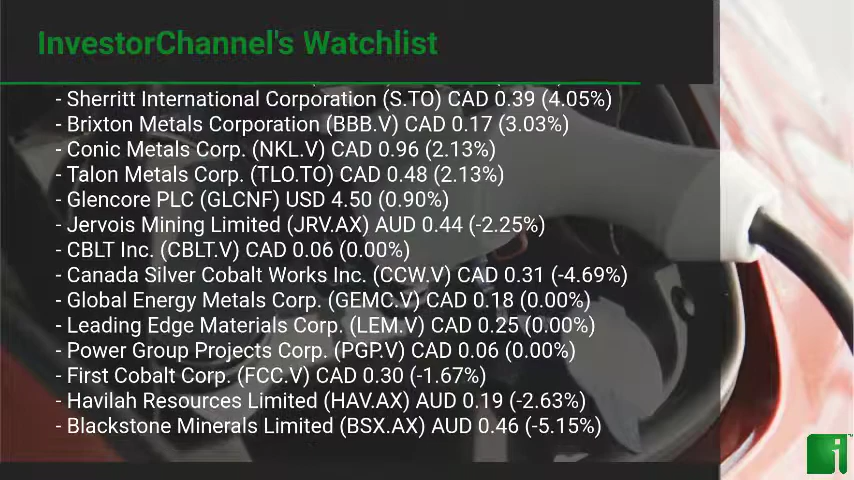 InvestorChannel's Watchlist
- Sherritt International Corporation (S.TO) CAD 0.39 (4.05%)
- Brixton Metals Corporation (BBB.V) CAD 0.17 (3.03%)
- Conic Metals Corp. (NKL.V) CAD 0.96 (2.13%)
- Talon Metals Corp. (TLO.TO) CAD 0.48 (2.13%)
- Glencore PLC (GLCNF) USD 4.50 (0.90%)
- Jervois Mining Limited (JRV.AX) AUD 0.44 (-2.25%)
- CBLT Inc. (CBLT.V) CAD 0.06 (0.00%)
- Canada Silver Cobalt Works Inc. (CCW.V) CAD 0.31 (-4.69%)
- Global Energy Metals Corp. (GEMC.V) CAD 0.18 (0.00%)
- Leading Edge Materials Corp. (LEM.V) CAD 0.25 (0.00%)
- Power Group Projects Corp. (PGP.V) CAD 0.06 (0.00%)
- First Cobalt Corp. (FCC.V) CAD 0.30 (-1.67%)
- Havilah Resources Limited (HAV.AX) AUD 0.19 (-2.63%)
- Blackstone Minerals Limited (BSX.AX) AUD 0.46 (-5.15%)
i